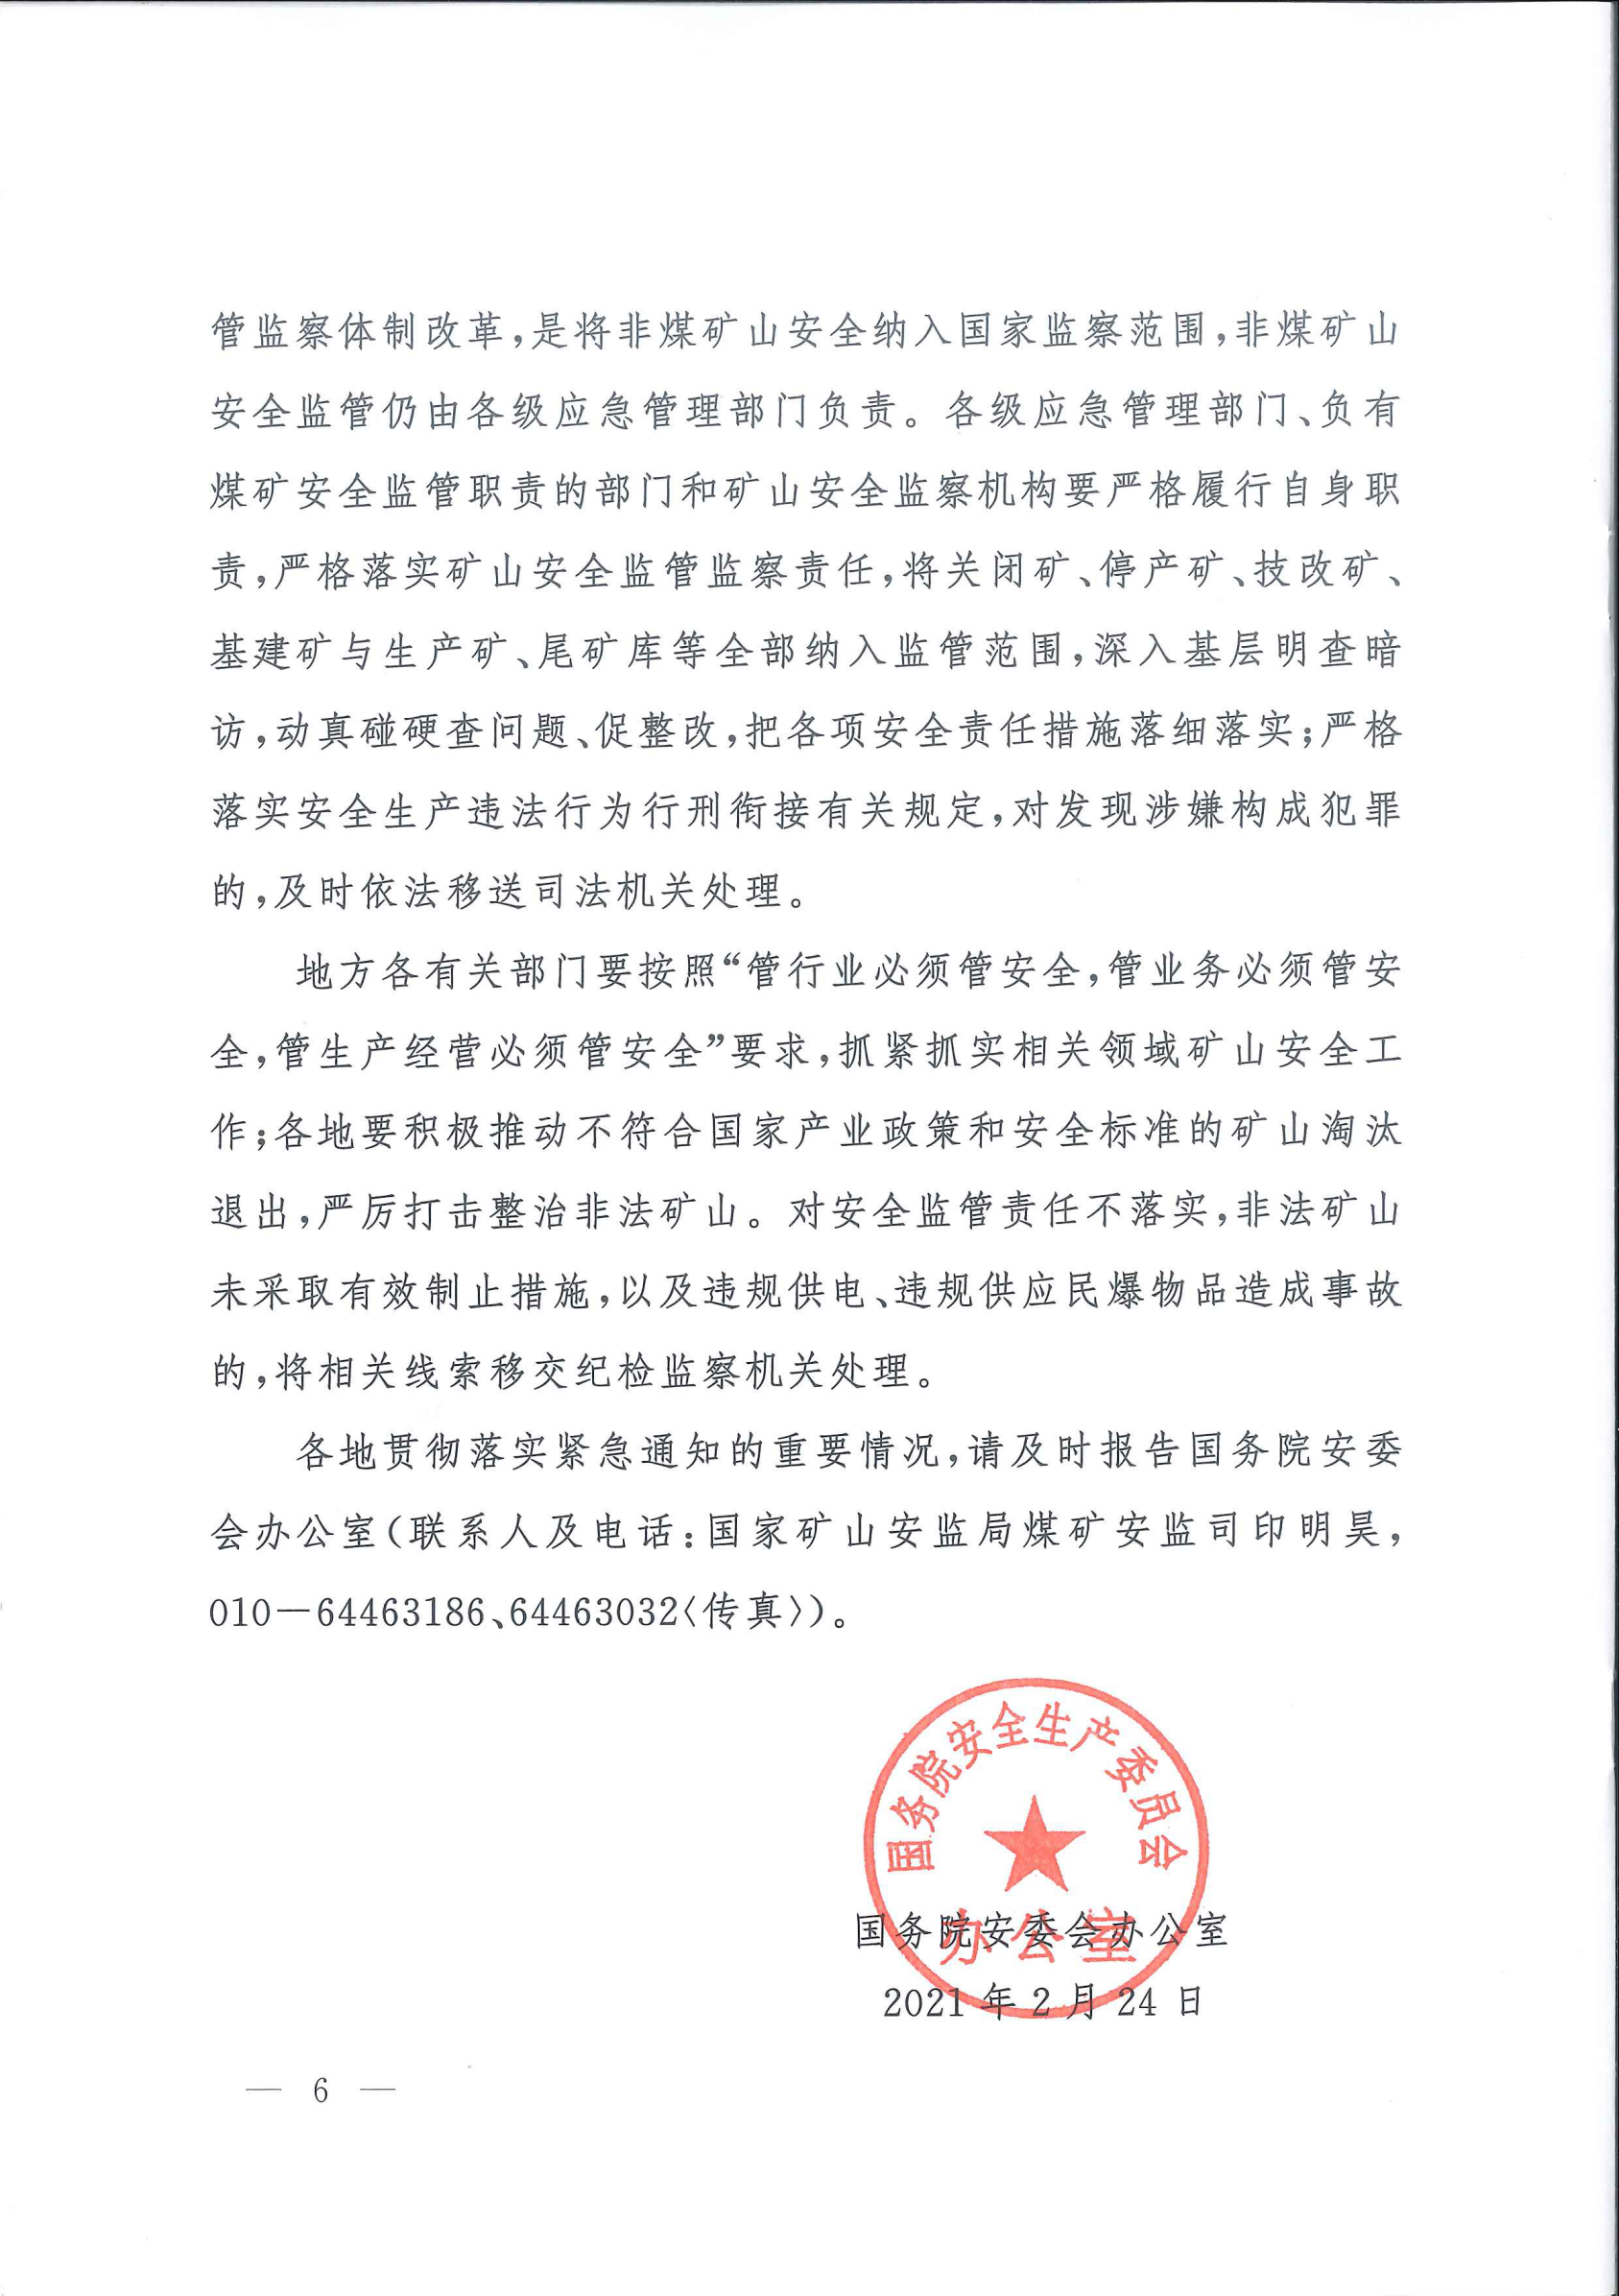 管监察体制改革，是将非煤矿山安全纳入国家监察范围，非煤矿山
安全监管仍由各级应急管理部门负责。各级应急管理部门、负有
煤矿安全监管职责的部门和矿山安全监察机构要严格履行自身职
责，严格落实矿山安全监管监察责任，将关闭矿、停产矿、技改矿、
基建矿与生产矿、尾矿库等全部纳入监管范围，深入基层明查暗
访，动真碰硬查问题、促整改，把各项安全责任措施落细落实；严格
落实安全生产违法行为行刑衔接有关规定，对发现涉嫌构成犯罪
的，及时依法移送司法机关处理。
地方各有关部门要按照“管行业必须管安全，管业务必须管安
全，管生产经营必须管安全”要求，抓紧抓实相关领域矿山安全工
作；各地要积极推动不符合国家产业政策和安全标准的矿山淘汰
退出，严厉打击整治非法矿山。对安全监管责任不落实，非法矿山
未采取有效制止措施，以及违规供电、违规供应民爆物品造成事故
的，将相关线索移交纪检监察机关处理。
各地贯彻落实紧急通知的重要情况，请及时报告国务院安委
会办公室（联系人及电话：国家矿山安监局煤矿安监司印明昊，
010—64463186、64463032〈传真〉）。
国务院安全生产委员会
办公室
国务院安委会办公室
2021 年 2 月 24 日
— 6 —